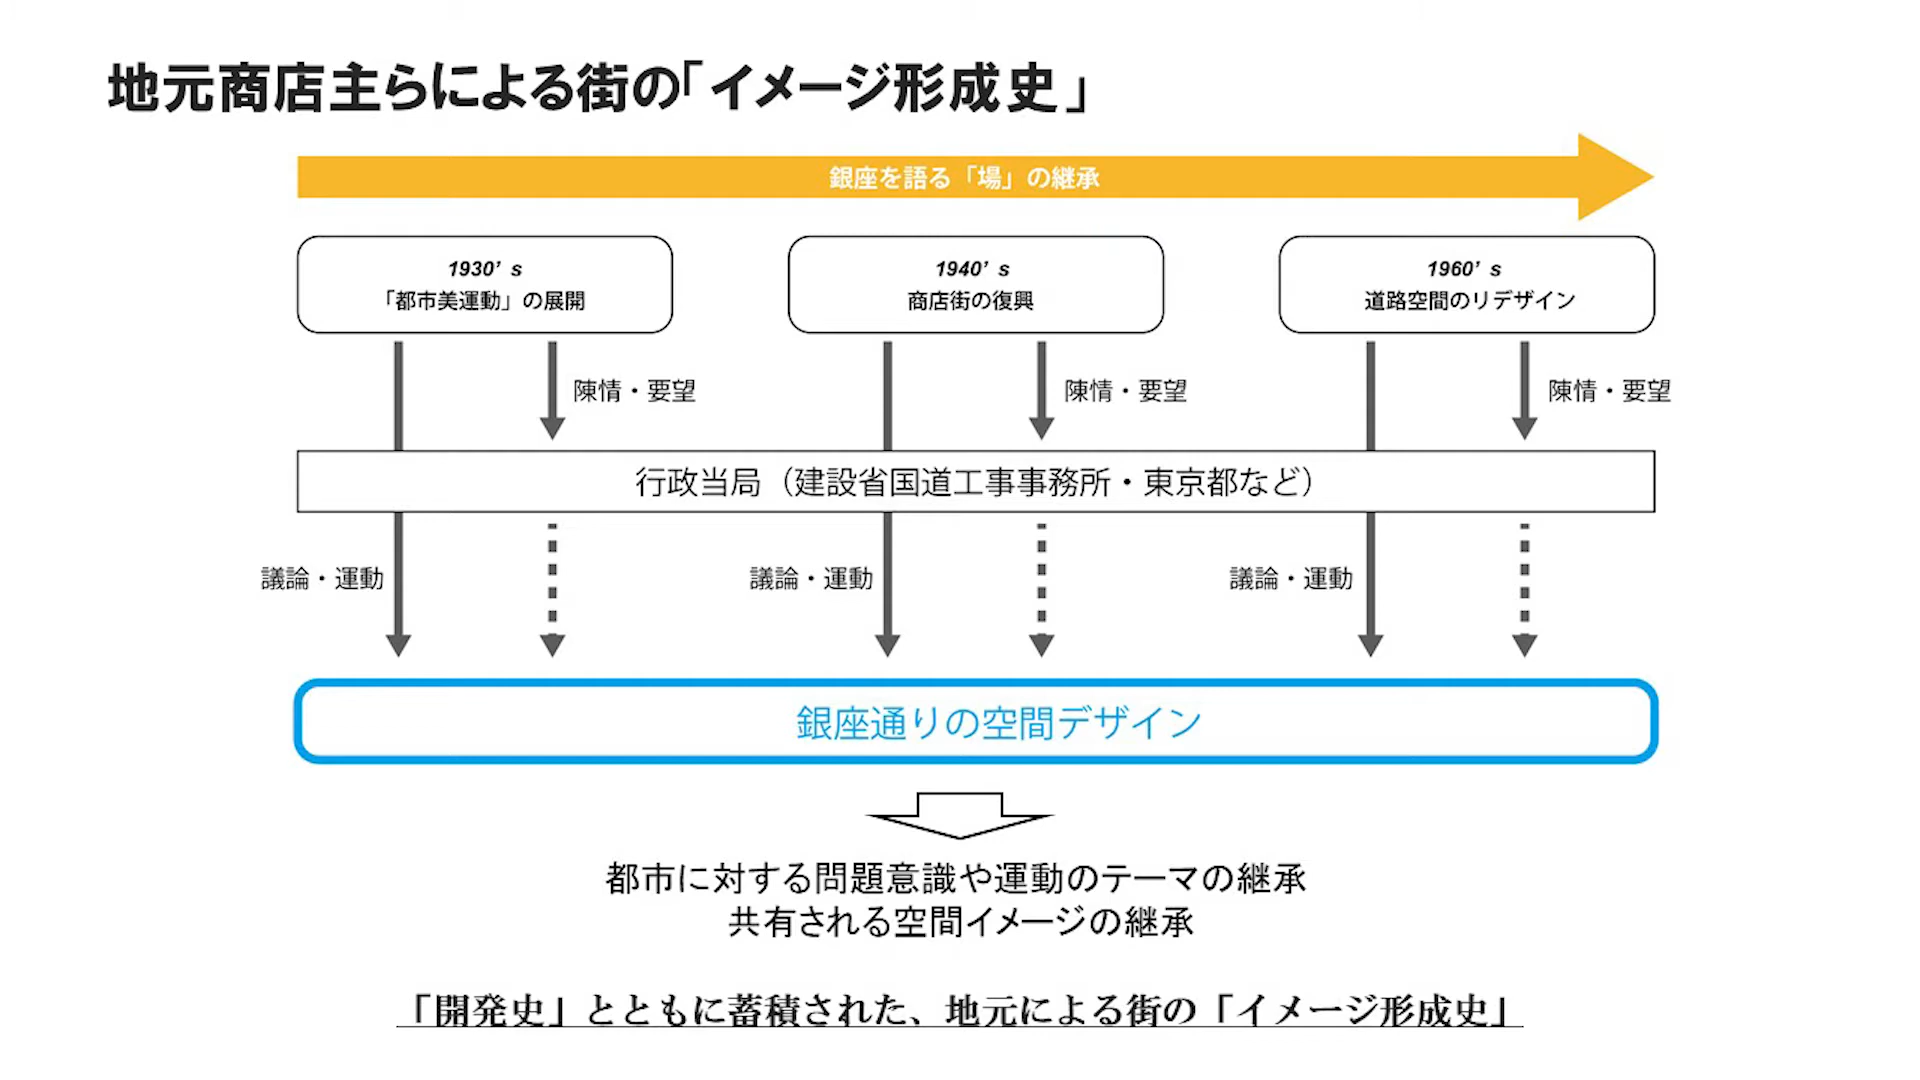 地元商店主らによる街の「イメージ形成史」
銀座を語る「場」の継承
1930’s
「都市美運動」の展開
1940’s
商店街の復興
1960’s
道路空間のリデザイン
陳情・要望
陳情・要望
陳情・要望
行政当局（建設省国道工事事務所・東京都など）
議論・運動
議論・運動
議論・運動
銀座通りの空間デザイン
都市に対する問題意識や運動のテーマの継承
共有される空間イメージの継承
「開発史」とともに蓄積された、地元による街の「イメージ形成史」